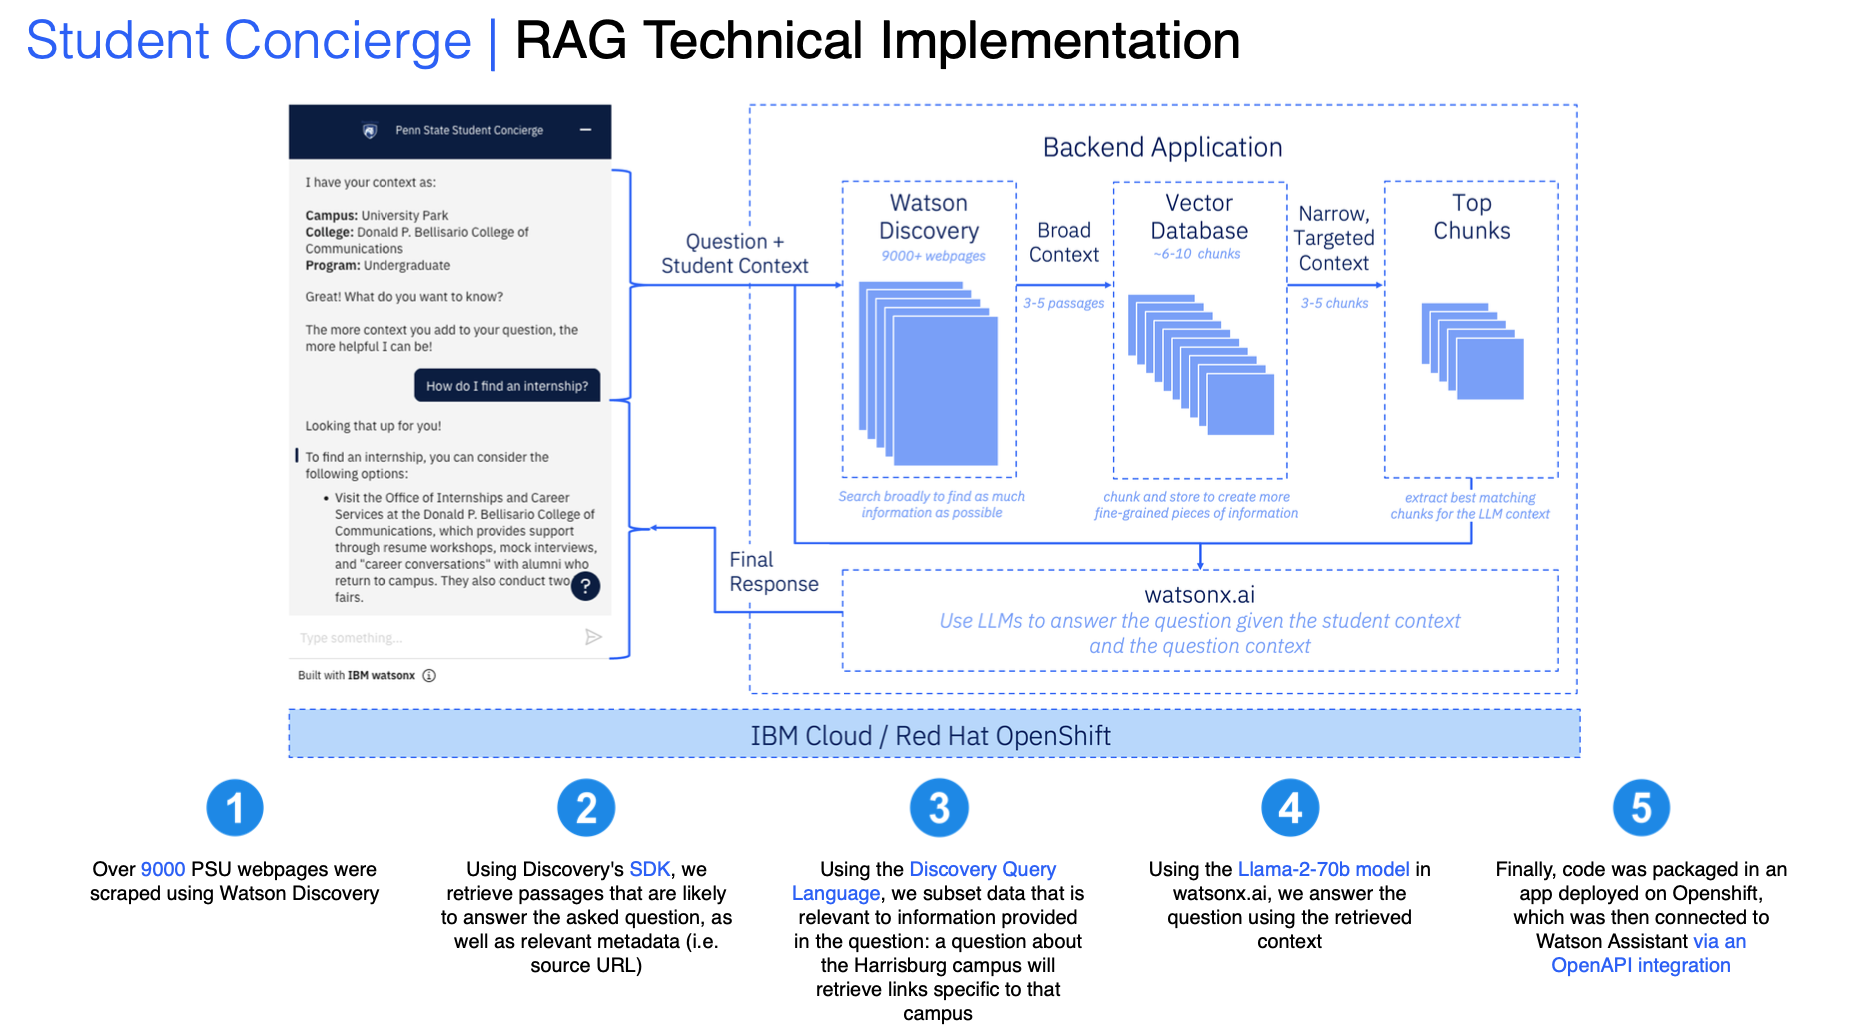 Student Concierge | RAG Technical Implementation
Penn State Student Concierge
I have your context as:
Campus: University Park
College: Donald P. Bellisario College of
Communications
Program: Undergraduate
Great! What do you want to know?
The more context you add to your question, the
more helpful I can be!
How do I find an internship?
Looking that up for you!
To find an internship, you can consider the
following options:
• Visit the Office of Internships and Career
Services at the Donald P. Bellisario College of
Communications, which provides support
through resume workshops, mock interviews,
and "career conversations" with alumni who
return to campus. They also conduct two
fairs.
?
Type something...
Built with IBM watsonx
Question +
Student Context
Backend Application
Watson
Discovery
9000+ webpages
Search broadly to find as much
information as possible
Broad
Context
3-5 passages
Vector
Database
~6-10 chunks
chunk and store to create more
fine-grained pieces of information
Narrow,
Targeted
Context
3-5 chunks
Top
Chunks
extract best matching
chunks for the LLM context
Final
Response
watsonx.ai
Use LLMs to answer the question given the student context
and the question context
IBM Cloud / Red Hat OpenShift
1
Over 9000 PSU webpages were
scraped using Watson Discovery
2
Using Discovery's SDK, we
retrieve passages that are likely
to answer the asked question, as
well as relevant metadata (i.e.
source URL)
3
Using the Discovery Query
Language, we subset data that is
relevant to information provided
in the question: a question about
the Harrisburg campus will
retrieve links specific to that
campus
4
Using the Llama-2-70b model in
watsonx.ai, we answer the
question using the retrieved
context
5
Finally, code was packaged in an
app deployed on Openshift,
which was then connected to
Watson Assistant via an
OpenAPI integration